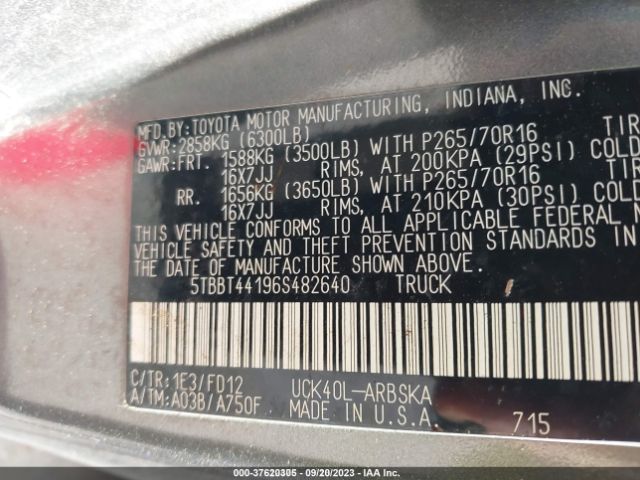 MFD. BY: TOYOTA MOTOR MANUFACTURING, INDIANA, INC.
GVWR: 2858KG (6300LB)
GAWR: FRT. 1588KG (3500LB) WITH P265/70R16 TIR
16X7JJ RIMS, AT 200KPA (29PSI) COLD
RR. 1656KG (3650LB) WITH P265/70R16 TIR
16X7JJ RIMS, AT 210KPA (30PSI) COLD
THIS VEHICLE CONFORMS TO ALL APPLICABLE FEDERAL
VEHICLE SAFETY AND THEFT PREVENTION STANDARDS IN
THE DATE OF MANUFACTURE SHOWN ABOVE.
5TBBT44196S482640 TRUCK
C/TR: 1E3/FD12 UCK40L-ARBSKA
A/TM: A03B/A750F MADE IN U.S.A. 715
000-37620305 - 09/20/2023 - IAA Inc.